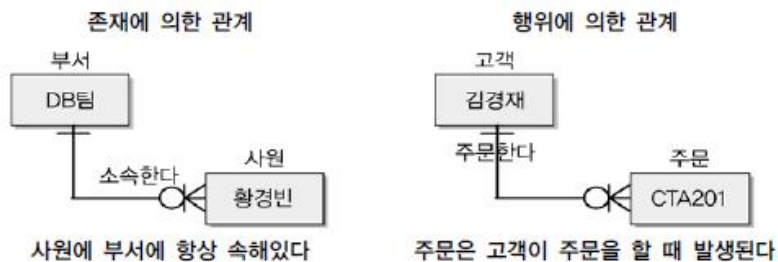 존재에 의한 관계
부서
DB팀
소속한다
사원
황경빈
사원에 부서에 항상 속해있다
행위에 의한 관계
고객
김경재
주문한다
주문
CTA201
주문은 고객이 주문을 할 때 발생된다